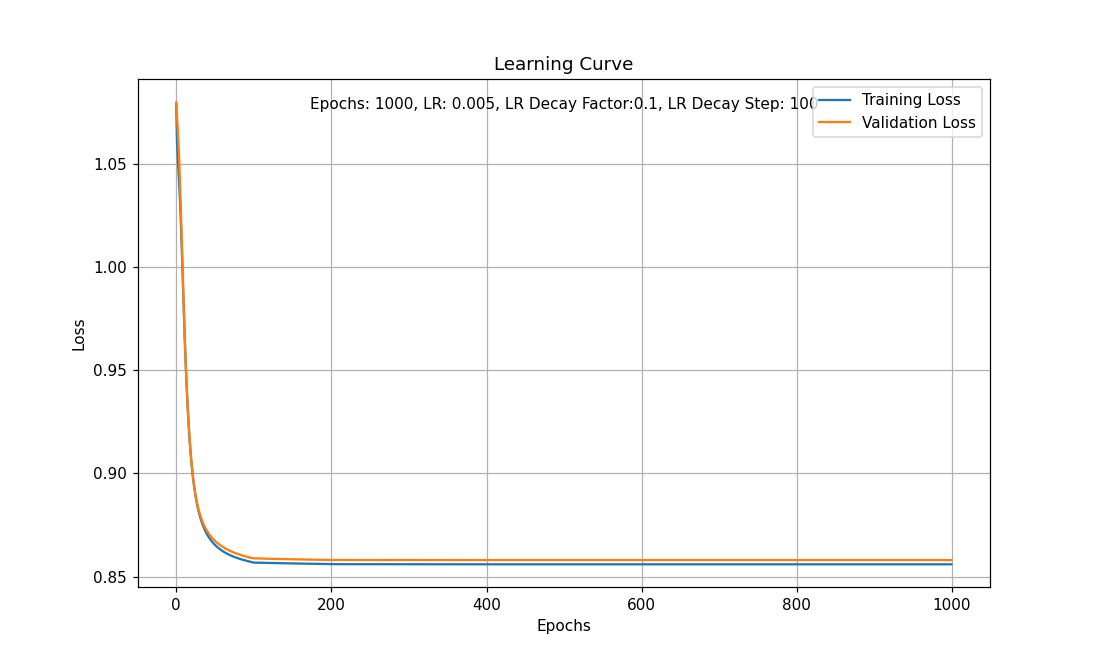 Learning Curve
Epochs: 1000, LR: 0.005, LR Decay Factor:0.1, LR Decay Step: 100
Training Loss
Validation Loss
1.05
1.00
0.95
0.90
0.85
Loss
0 200 400 600 800 1000
Epochs